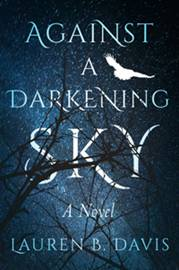 AGAINST
A
DARKENING
SKY
A Novel
LAUREN B. DAVIS